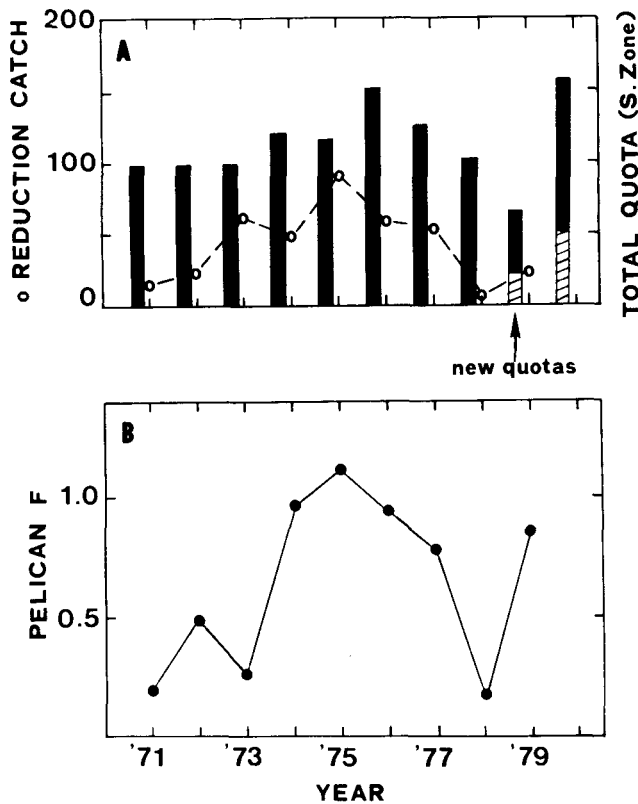 A
200
100
0
o REDUCTION CATCH
TOTAL QUOTA (S. Zone)
new quotas
B
1.0
0.5
PELICAN F
'71 '73 '75 '77 '79
YEAR